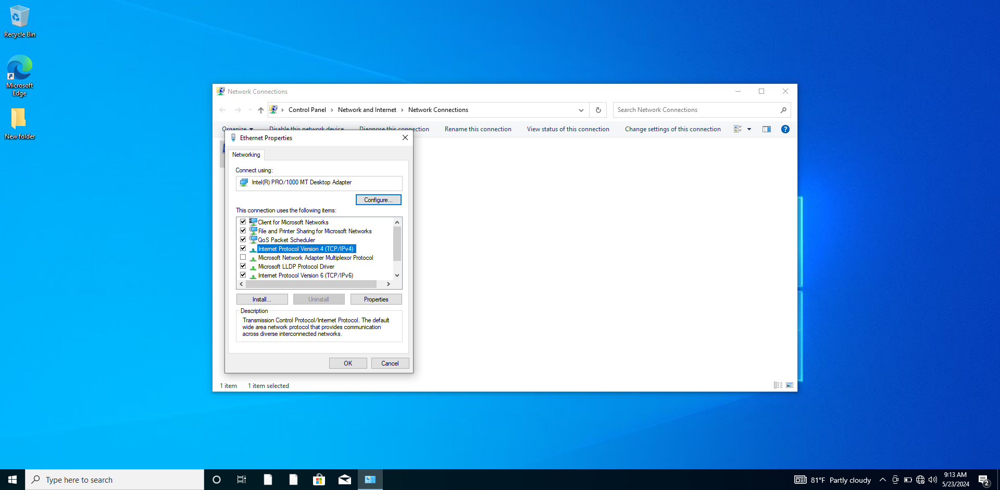 Recycle Bin
Microsoft
Edge
New folder
Network Connections
Control Panel > Network and Internet > Network Connections
Search Network Connections
Organize
Disable this network device
Diagnose this connection
Rename this connection
View status of this connection
Change settings of this connection
?
Ethernet Properties
Networking
Connect using:
Intel(R) PRO/1000 MT Desktop Adapter
Configure...
This connection uses the following items:
Client for Microsoft Networks
File and Printer Sharing for Microsoft Networks
QoS Packet Scheduler
Internet Protocol Version 4 (TCP/IPv4)
Microsoft Network Adapter Multiplexor Protocol
Microsoft LLDP Protocol Driver
Internet Protocol Version 6 (TCP/IPv6)
Install...
Uninstall
Properties
Description
Transmission Control Protocol/Internet Protocol. The default
wide area network protocol that provides communication
across diverse interconnected networks.
OK
Cancel
1 item
1 item selected
Type here to search
81°F Partly cloudy
9:13 AM
5/23/2024
2